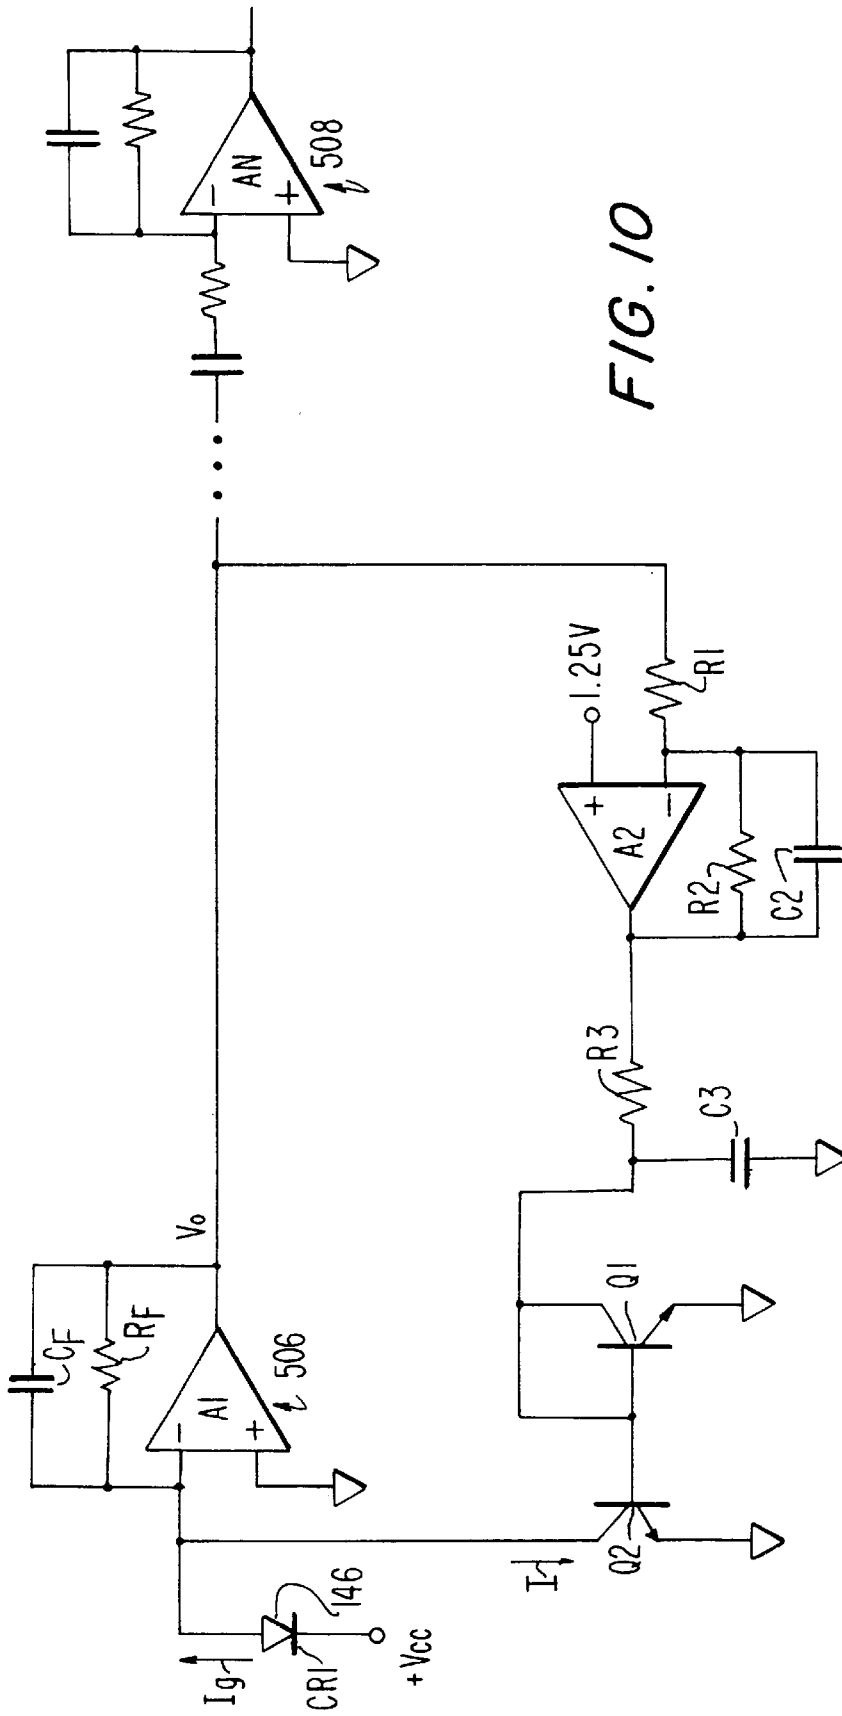 CF
RF
A1
−
+
506
Vo
Ig
146
CR1
+Vcc
I
Q2
Q1
C3
R3
A2
+
−
1.25V
R1
R2
C2
AN
−
+
508
FIG. 10